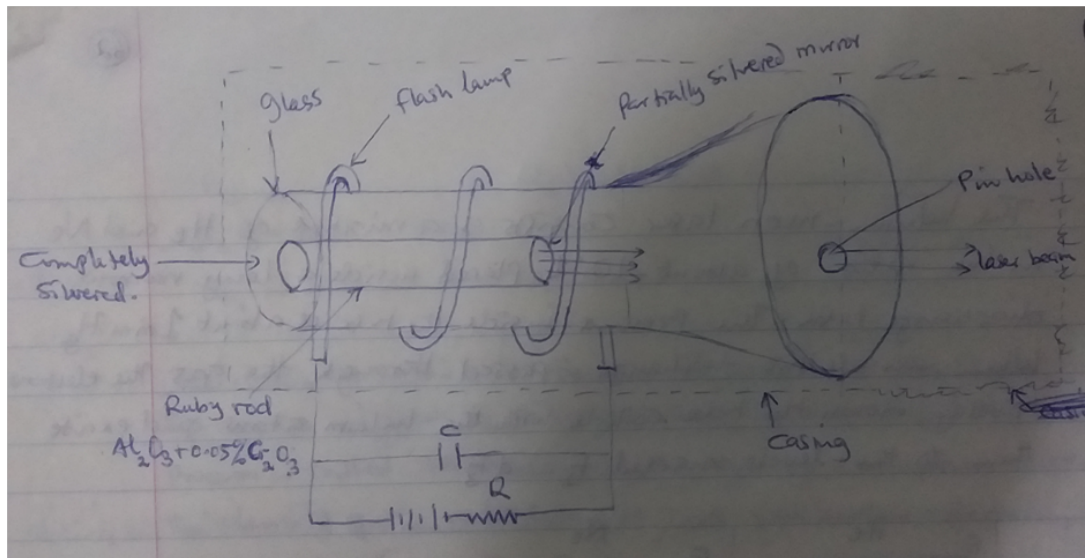 glass
flash lamp
Partially silvered mirror
Pin hole
Completely
Silvered.
laser beam
Ruby rod
Al2O3 + 0.05% Cr2O3
C
R
Casing